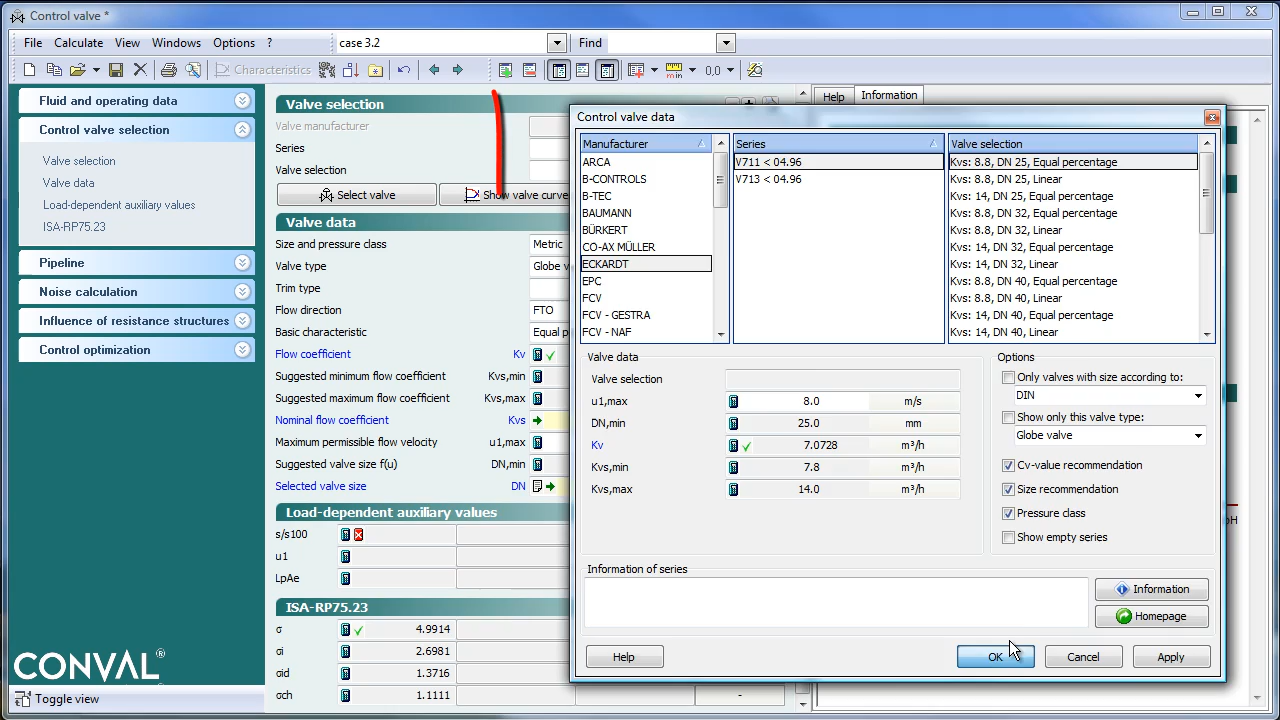 Control valve *
File Calculate View Windows Options ? case 3.2 Find
Characteristics 0,0
Fluid and operating data
Control valve selection
Valve selection
Valve data
Load-dependent auxiliary values
ISA-RP75.23
Pipeline
Noise calculation
Influence of resistance structures
Control optimization
CONVAL®
Toggle view
Valve selection
Valve manufacturer
Series
Valve selection
Select valve Show valve curve
Valve data
Size and pressure class Metric
Valve type Globe v
Trim type
Flow direction FTO
Basic characteristic Equal p
Flow coefficient Kv
Suggested minimum flow coefficient Kvs,min
Suggested maximum flow coefficient Kvs,max
Nominal flow coefficient Kvs
Maximum permissible flow velocity u1,max
Suggested valve size f(u) DN,min
Selected valve size DN
Load-dependent auxiliary values
s/s100
u1
LpAe
ISA-RP75.23
σ 4.9914
σi 2.6981
σid 1.3716
σch 1.1111
-
Help Information
Control valve data
Manufacturer
ARCA
B-CONTROLS
B-TEC
BAUMANN
BÜRKERT
CO-AX MÜLLER
ECKARDT
EPC
FCV
FCV - GESTRA
FCV - NAF
Series
V711 < 04.96
V713 < 04.96
Valve selection
Kvs: 8.8, DN 25, Equal percentage
Kvs: 8.8, DN 25, Linear
Kvs: 14, DN 25, Equal percentage
Kvs: 8.8, DN 32, Equal percentage
Kvs: 8.8, DN 32, Linear
Kvs: 14, DN 32, Equal percentage
Kvs: 14, DN 32, Linear
Kvs: 8.8, DN 40, Equal percentage
Kvs: 8.8, DN 40, Linear
Kvs: 14, DN 40, Equal percentage
Kvs: 14, DN 40, Linear
Valve data
Valve selection
u1,max 8.0 m/s
DN,min 25.0 mm
Kv 7.0728 m³/h
Kvs,min 7.8 m³/h
Kvs,max 14.0 m³/h
Options
Only valves with size according to:
DIN
Show only this valve type:
Globe valve
Cv-value recommendation
Size recommendation
Pressure class
Show empty series
Information of series
Information
Homepage
Help OK Cancel Apply